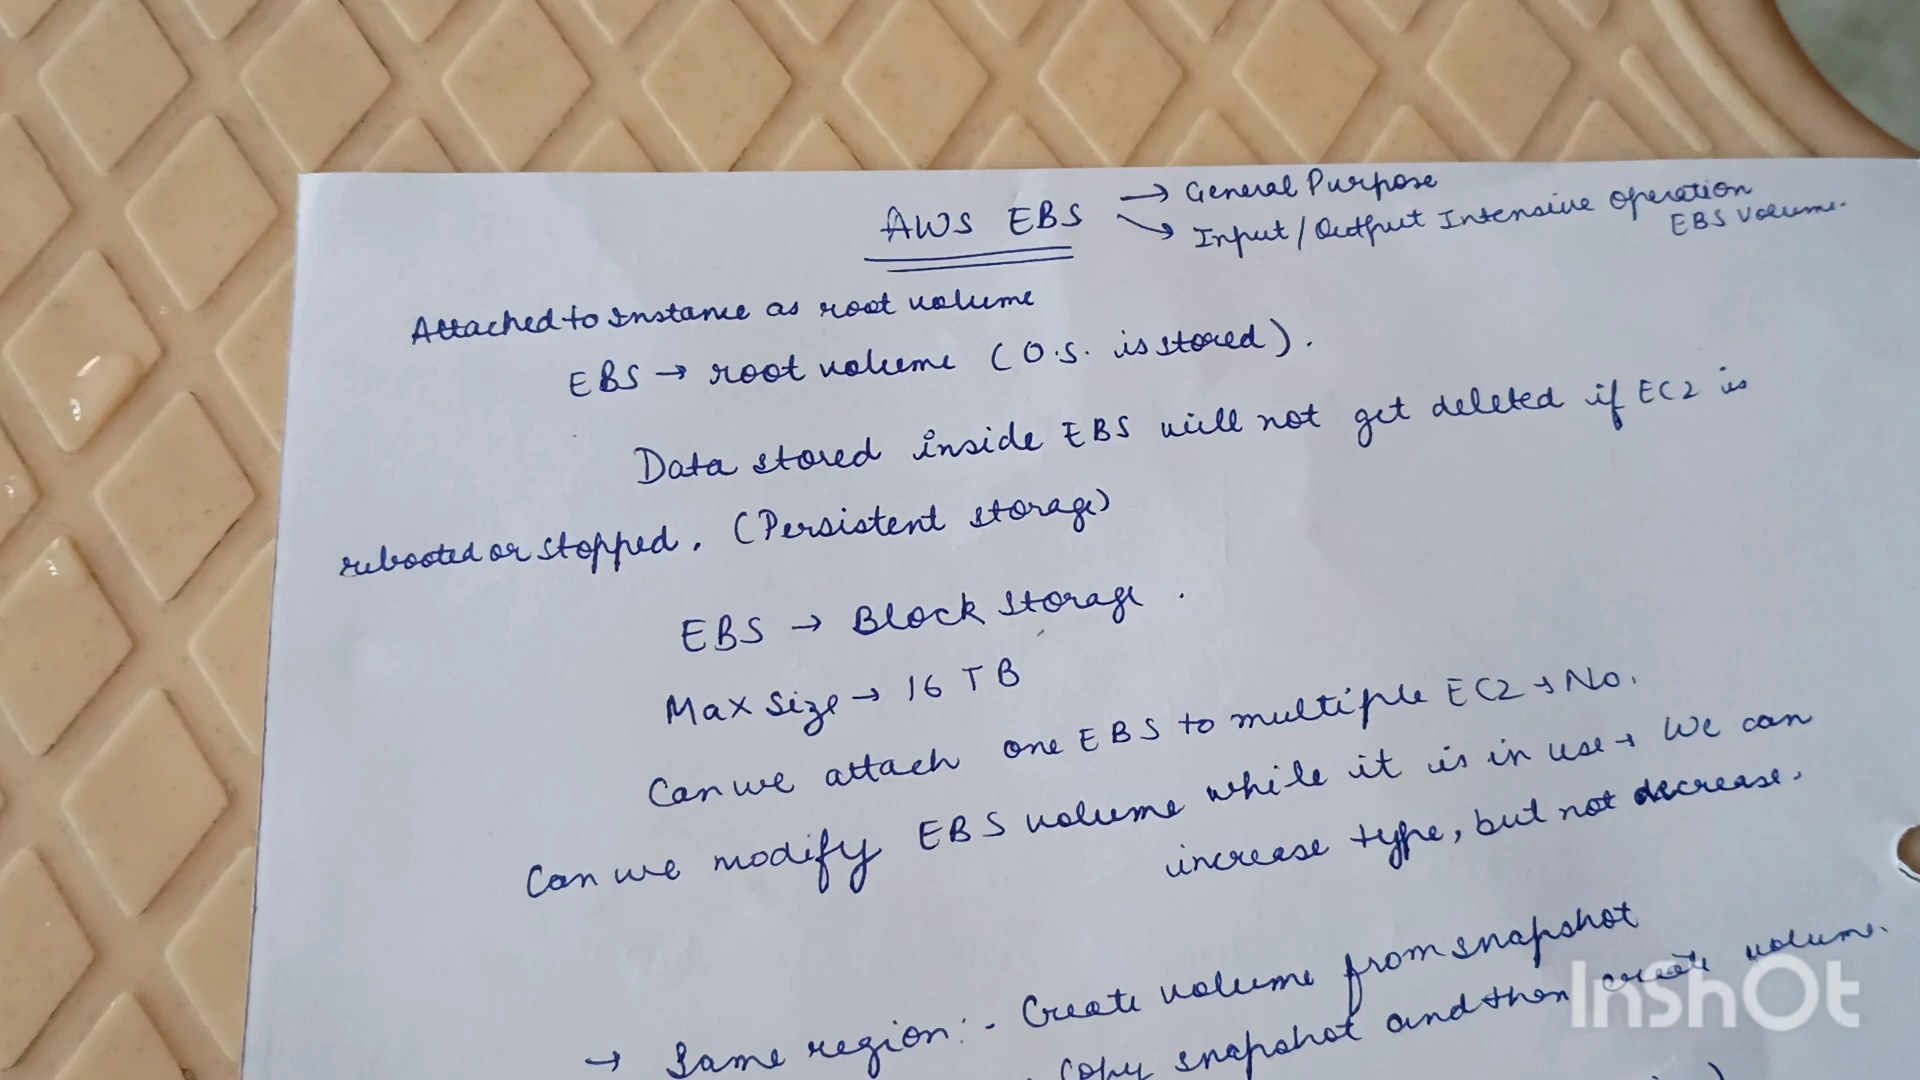 AWS EBS → General Purpose
→ Input/Output Intensive operation
EBS volume.
Attached to instance as root volume
EBS → root volume (O.S. is stored).
Data stored inside EBS will not get deleted if EC2 is
rebooted or stopped. (Persistent storage)
EBS → Block storage.
Max size → 16 TB
Can we attach one EBS to multiple EC2 → No.
Can we modify EBS volume while it is in use → We can
increase type, but not decrease.
→ Same region:- Create volume from snapshot
copy snapshot and then create volume.
InShOt